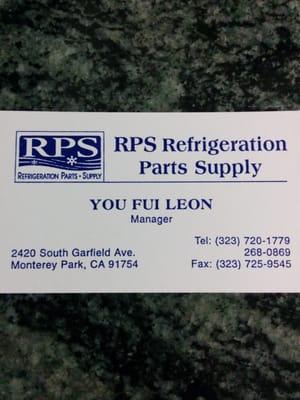 RPS
REFRIGERATION PARTS • SUPPLY
RPS Refrigeration
Parts Supply
YOU FUI LEON
Manager
2420 South Garfield Ave.
Monterey Park, CA 91754
Tel: (323) 720-1779
268-0869
Fax: (323) 725-9545